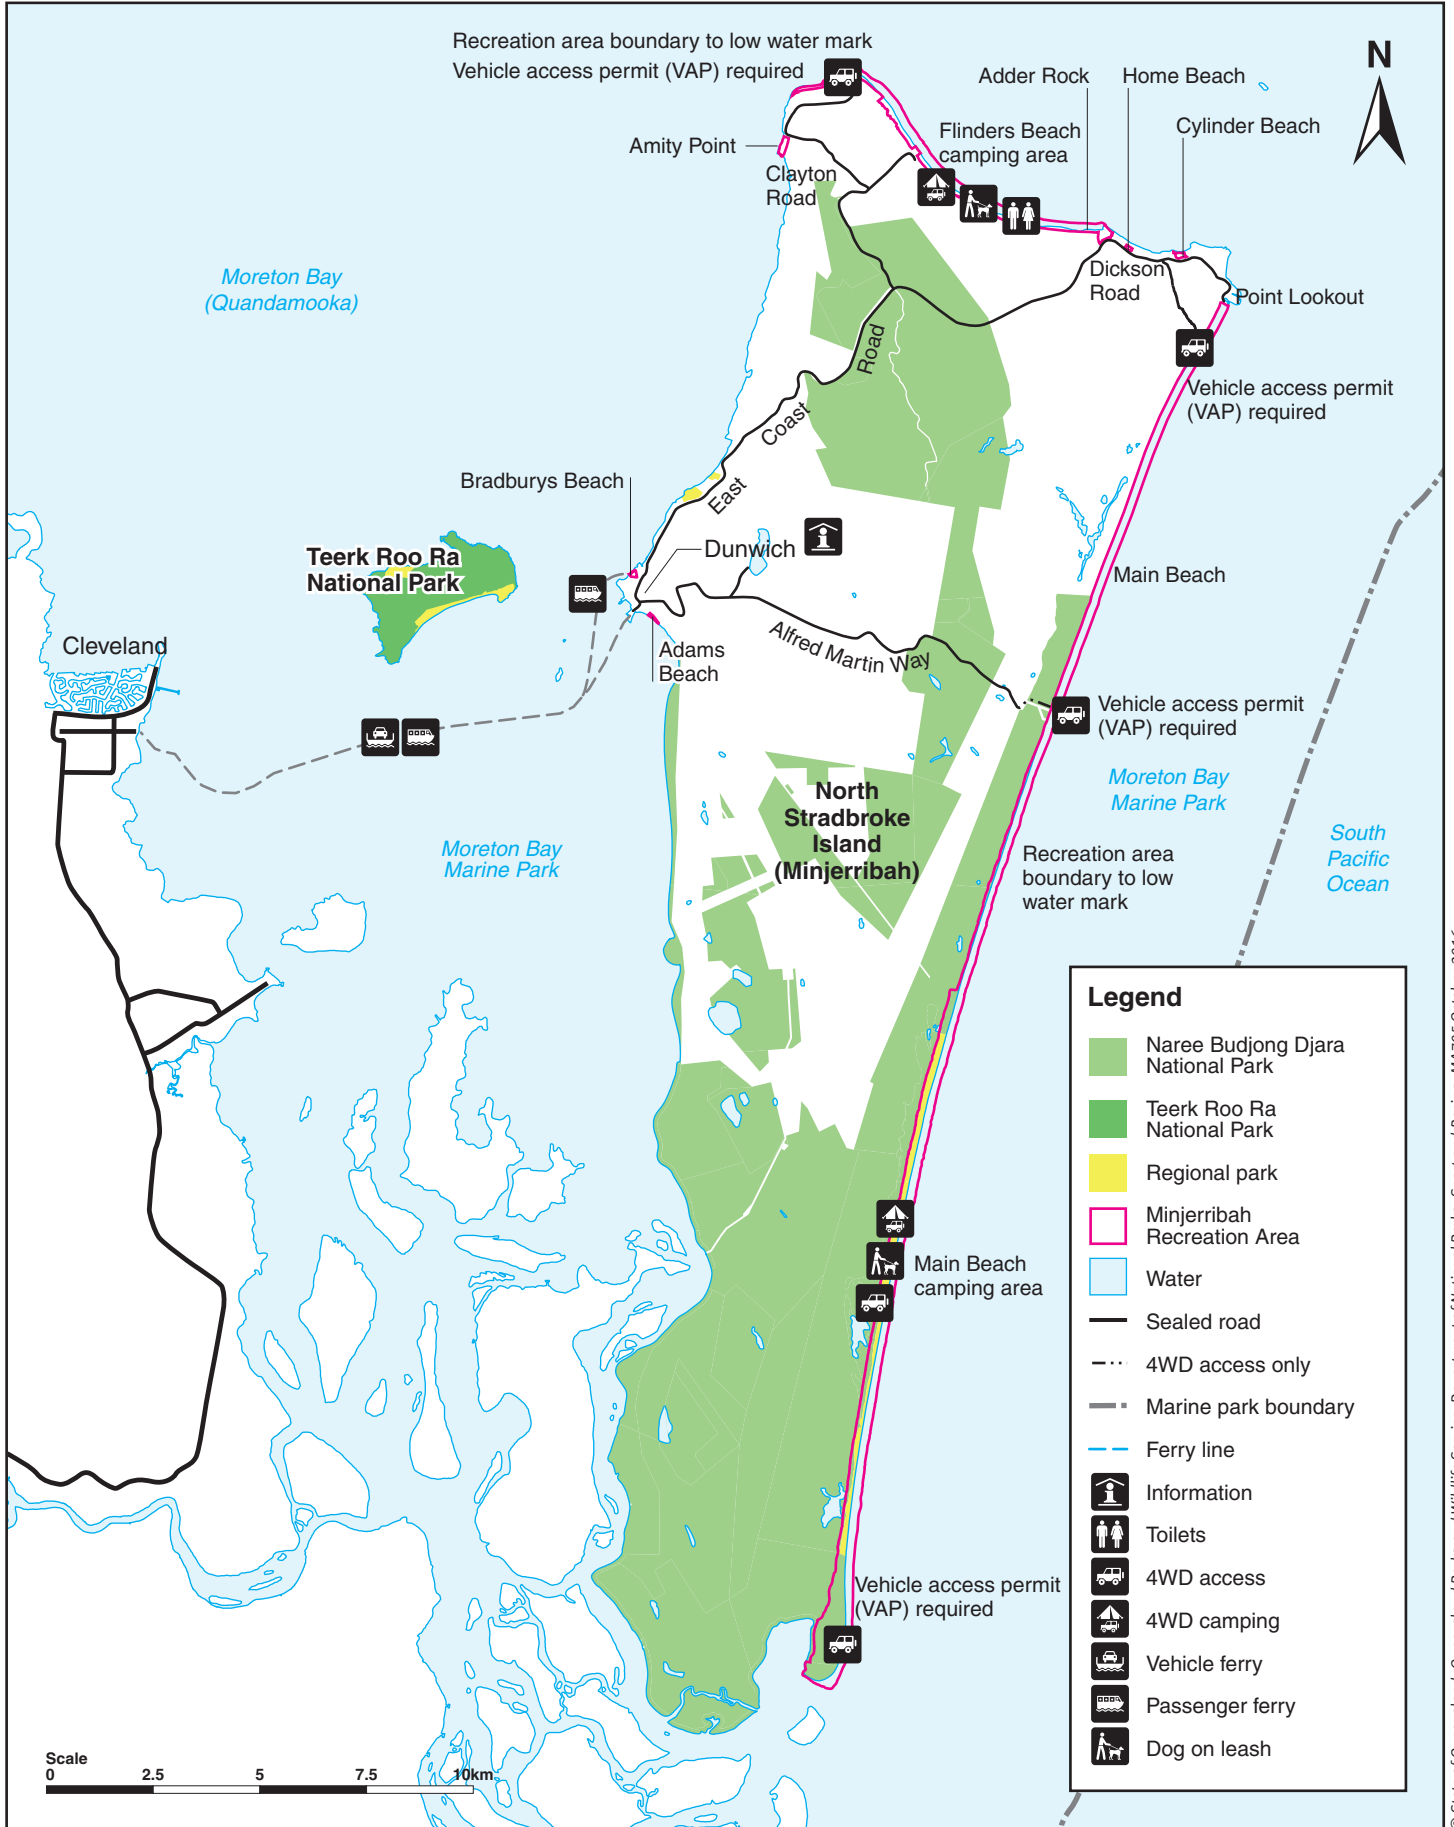 Recreation area boundary to low water mark
Vehicle access permit (VAP) required
Adder Rock
Home Beach
N
Cylinder Beach
Flinders Beach
camping area
Amity Point
Clayton
Road
Moreton Bay
(Quandamooka)
Dickson
Road
Point Lookout
Road
Vehicle access permit
(VAP) required
Coast
Bradburys Beach
East
Teerk Roo Ra
National Park
Dunwich
Main Beach
Cleveland
Adams
Beach
Alfred Martin Way
Vehicle access permit
(VAP) required
Moreton Bay
Marine Park
North
Stradbroke
Island
(Minjerribah)
South
Pacific
Ocean
Moreton Bay
Marine Park
Recreation area
boundary to low
water mark
Legend
Naree Budjong Djara
National Park
Teerk Roo Ra
National Park
Regional park
Minjerribah
Recreation Area
Water
Sealed road
4WD access only
Marine park boundary
Ferry line
Information
Toilets
4WD access
4WD camping
Vehicle ferry
Passenger ferry
Dog on leash
Main Beach
camping area
Vehicle access permit
(VAP) required
Scale
0 2.5 5 7.5 10km